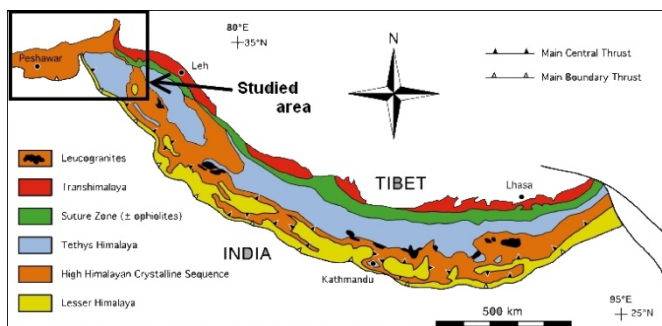 80°E
35°N
Peshawar
Leh
Main Central Thrust
Main Boundary Thrust
Studied
area
N
Leucogranites
Transhimalaya
TIBET
Lhasa
Suture Zone (± ophiolites)
Tethys Himalaya
INDIA
High Himalayan Crystalline Sequence
Kathmandu
Lesser Himalaya
500 km
95°E
25°N